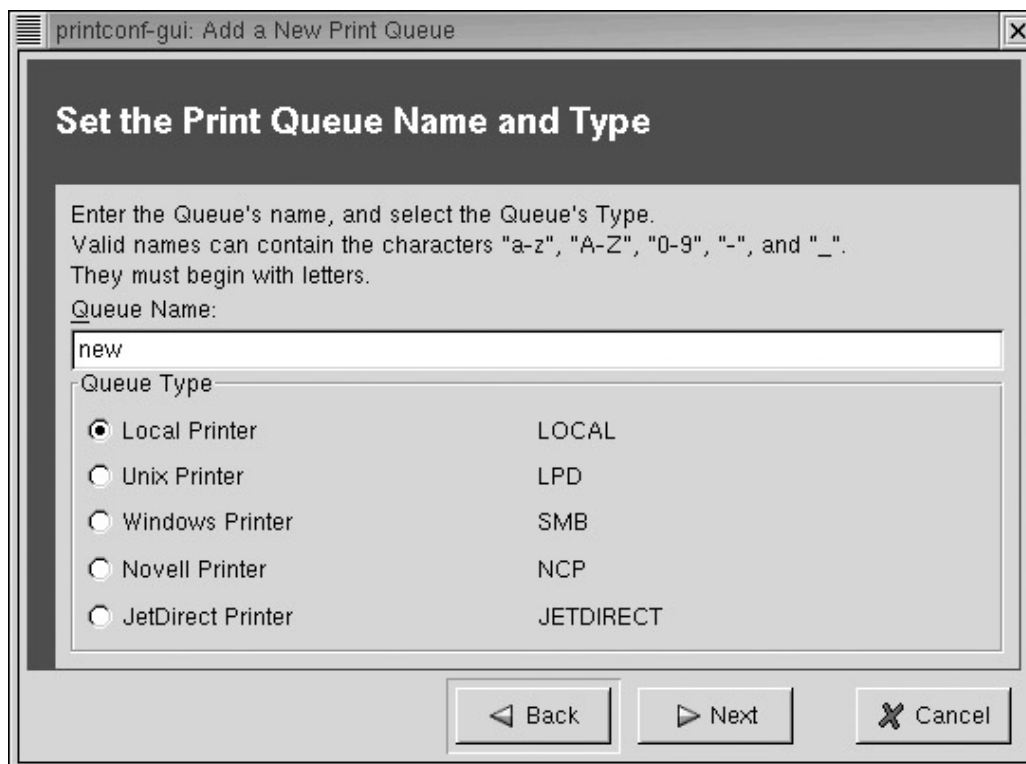 printconf-gui: Add a New Print Queue
Set the Print Queue Name and Type
Enter the Queue's name, and select the Queue's Type.
Valid names can contain the characters "a-z", "A-Z", "0-9", "-", and "_".
They must begin with letters.
Queue Name:
new
Queue Type
Local Printer LOCAL
Unix Printer LPD
Windows Printer SMB
Novell Printer NCP
JetDirect Printer JETDIRECT
Back Next Cancel